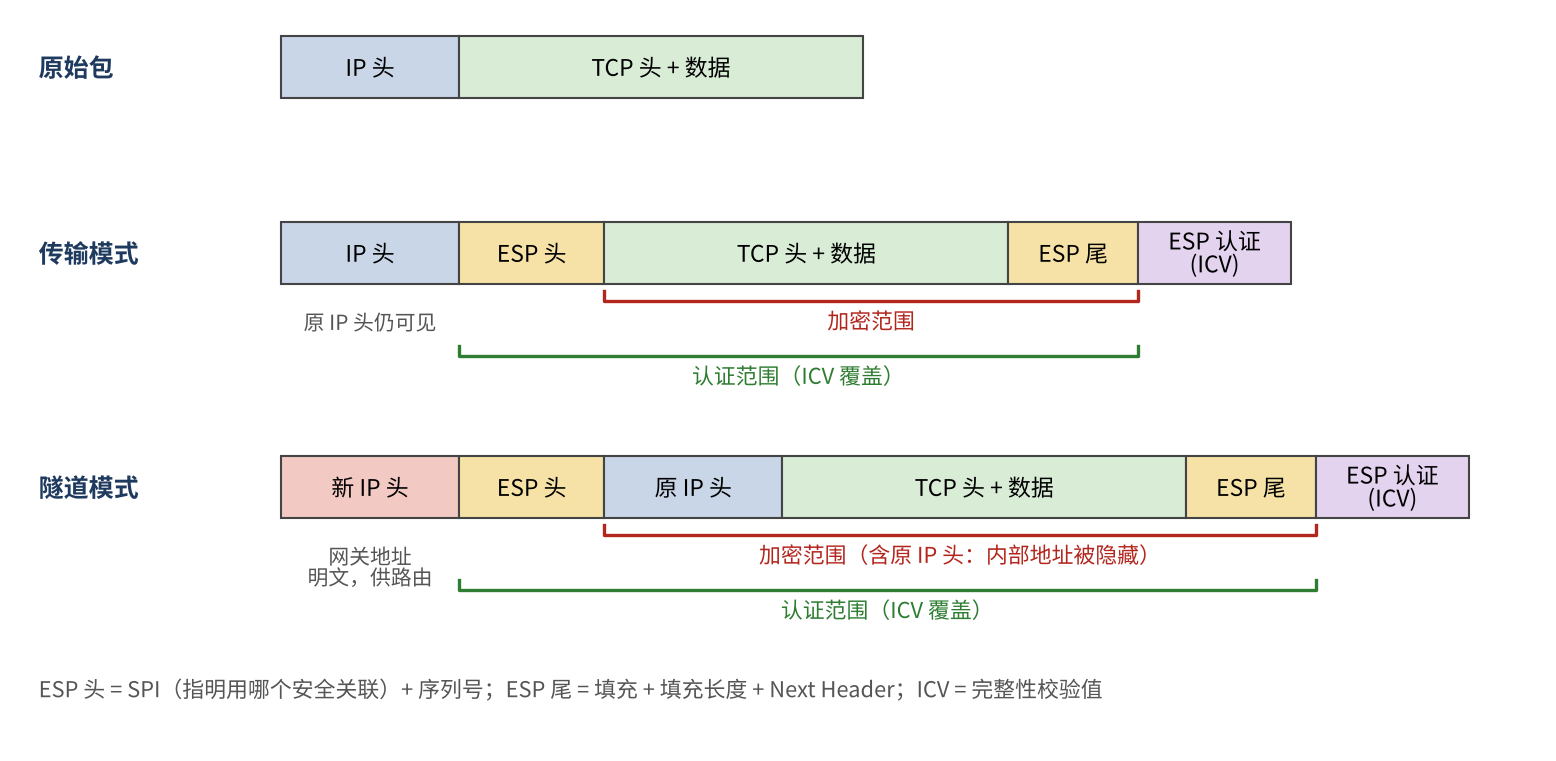 原始包
IP 头
TCP 头 + 数据
传输模式
IP 头
ESP 头
TCP 头 + 数据
ESP 尾
ESP 认证
(ICV)
原 IP 头仍可见
加密范围
认证范围（ICV 覆盖）
隧道模式
新 IP 头
ESP 头
原 IP 头
TCP 头 + 数据
ESP 尾
ESP 认证
(ICV)
网关地址
明文，供路由
加密范围（含原 IP 头：内部地址被隐藏）
认证范围（ICV 覆盖）
ESP 头 = SPI（指明用哪个安全关联）+ 序列号；ESP 尾 = 填充 + 填充长度 + Next Header；ICV = 完整性校验值